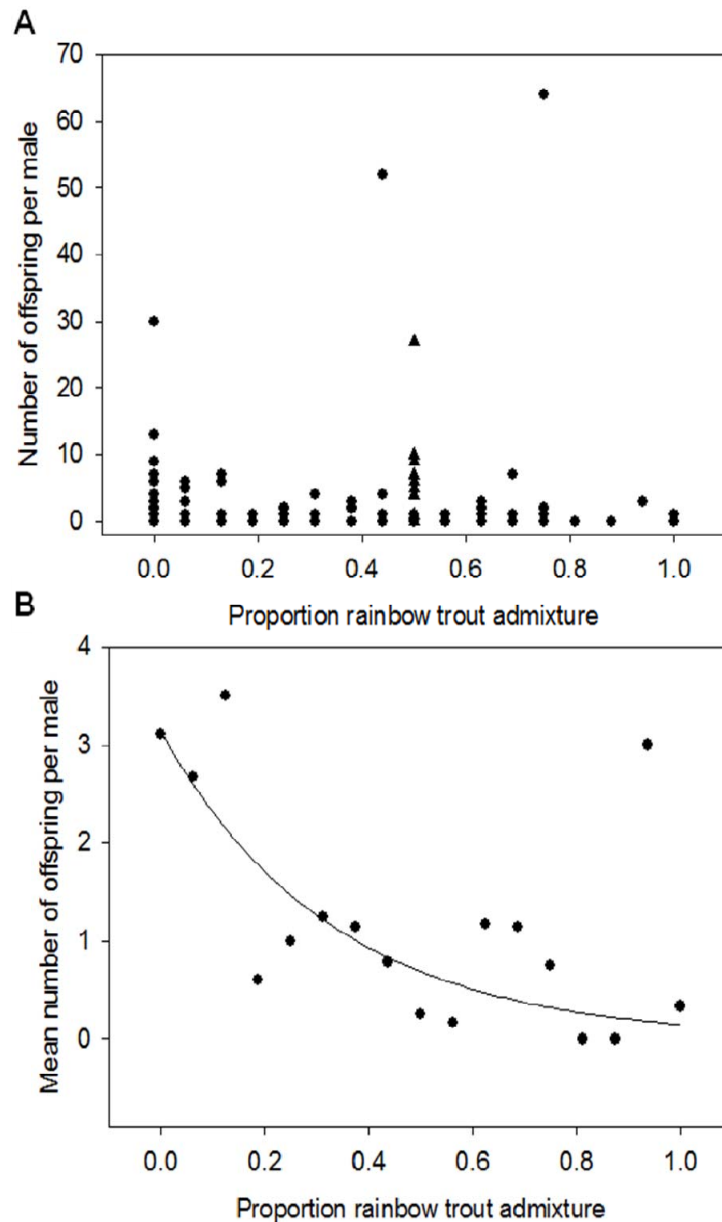 A
70
60
50
40
30
20
10
0
Number of offspring per male
0.0 0.2 0.4 0.6 0.8 1.0
Proportion rainbow trout admixture
B
4
3
2
1
0
Mean number of offspring per male
0.0 0.2 0.4 0.6 0.8 1.0
Proportion rainbow trout admixture